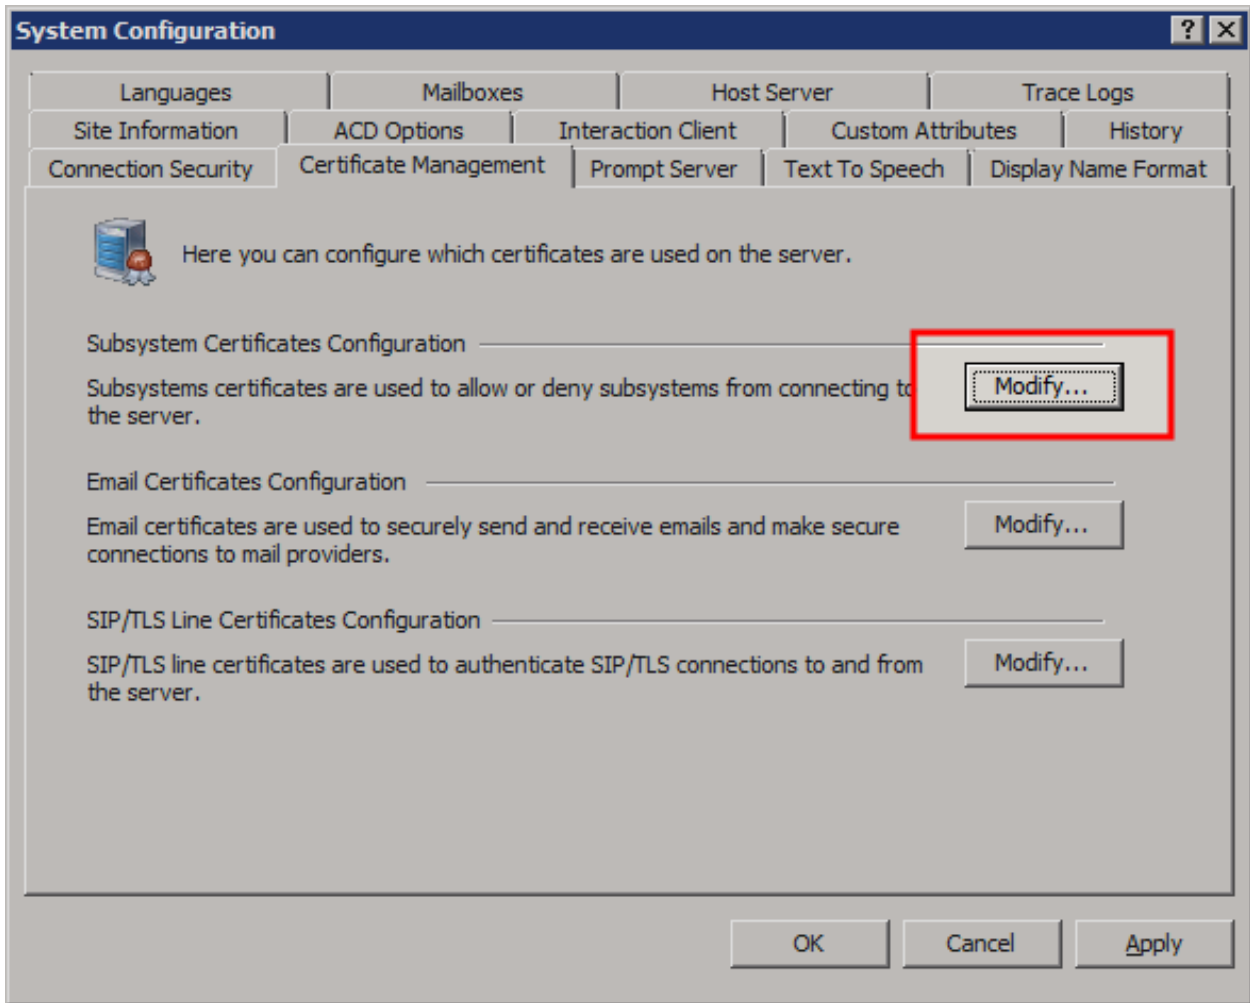 System Configuration
Languages Mailboxes Host Server Trace Logs
Site Information ACD Options Interaction Client Custom Attributes History
Connection Security Certificate Management Prompt Server Text To Speech Display Name Format
Here you can configure which certificates are used on the server.
Subsystem Certificates Configuration
Subsystems certificates are used to allow or deny subsystems from connecting to
the server.
Modify...
Email Certificates Configuration
Email certificates are used to securely send and receive emails and make secure
connections to mail providers.
Modify...
SIP/TLS Line Certificates Configuration
SIP/TLS line certificates are used to authenticate SIP/TLS connections to and from
the server.
Modify...
OK Cancel Apply